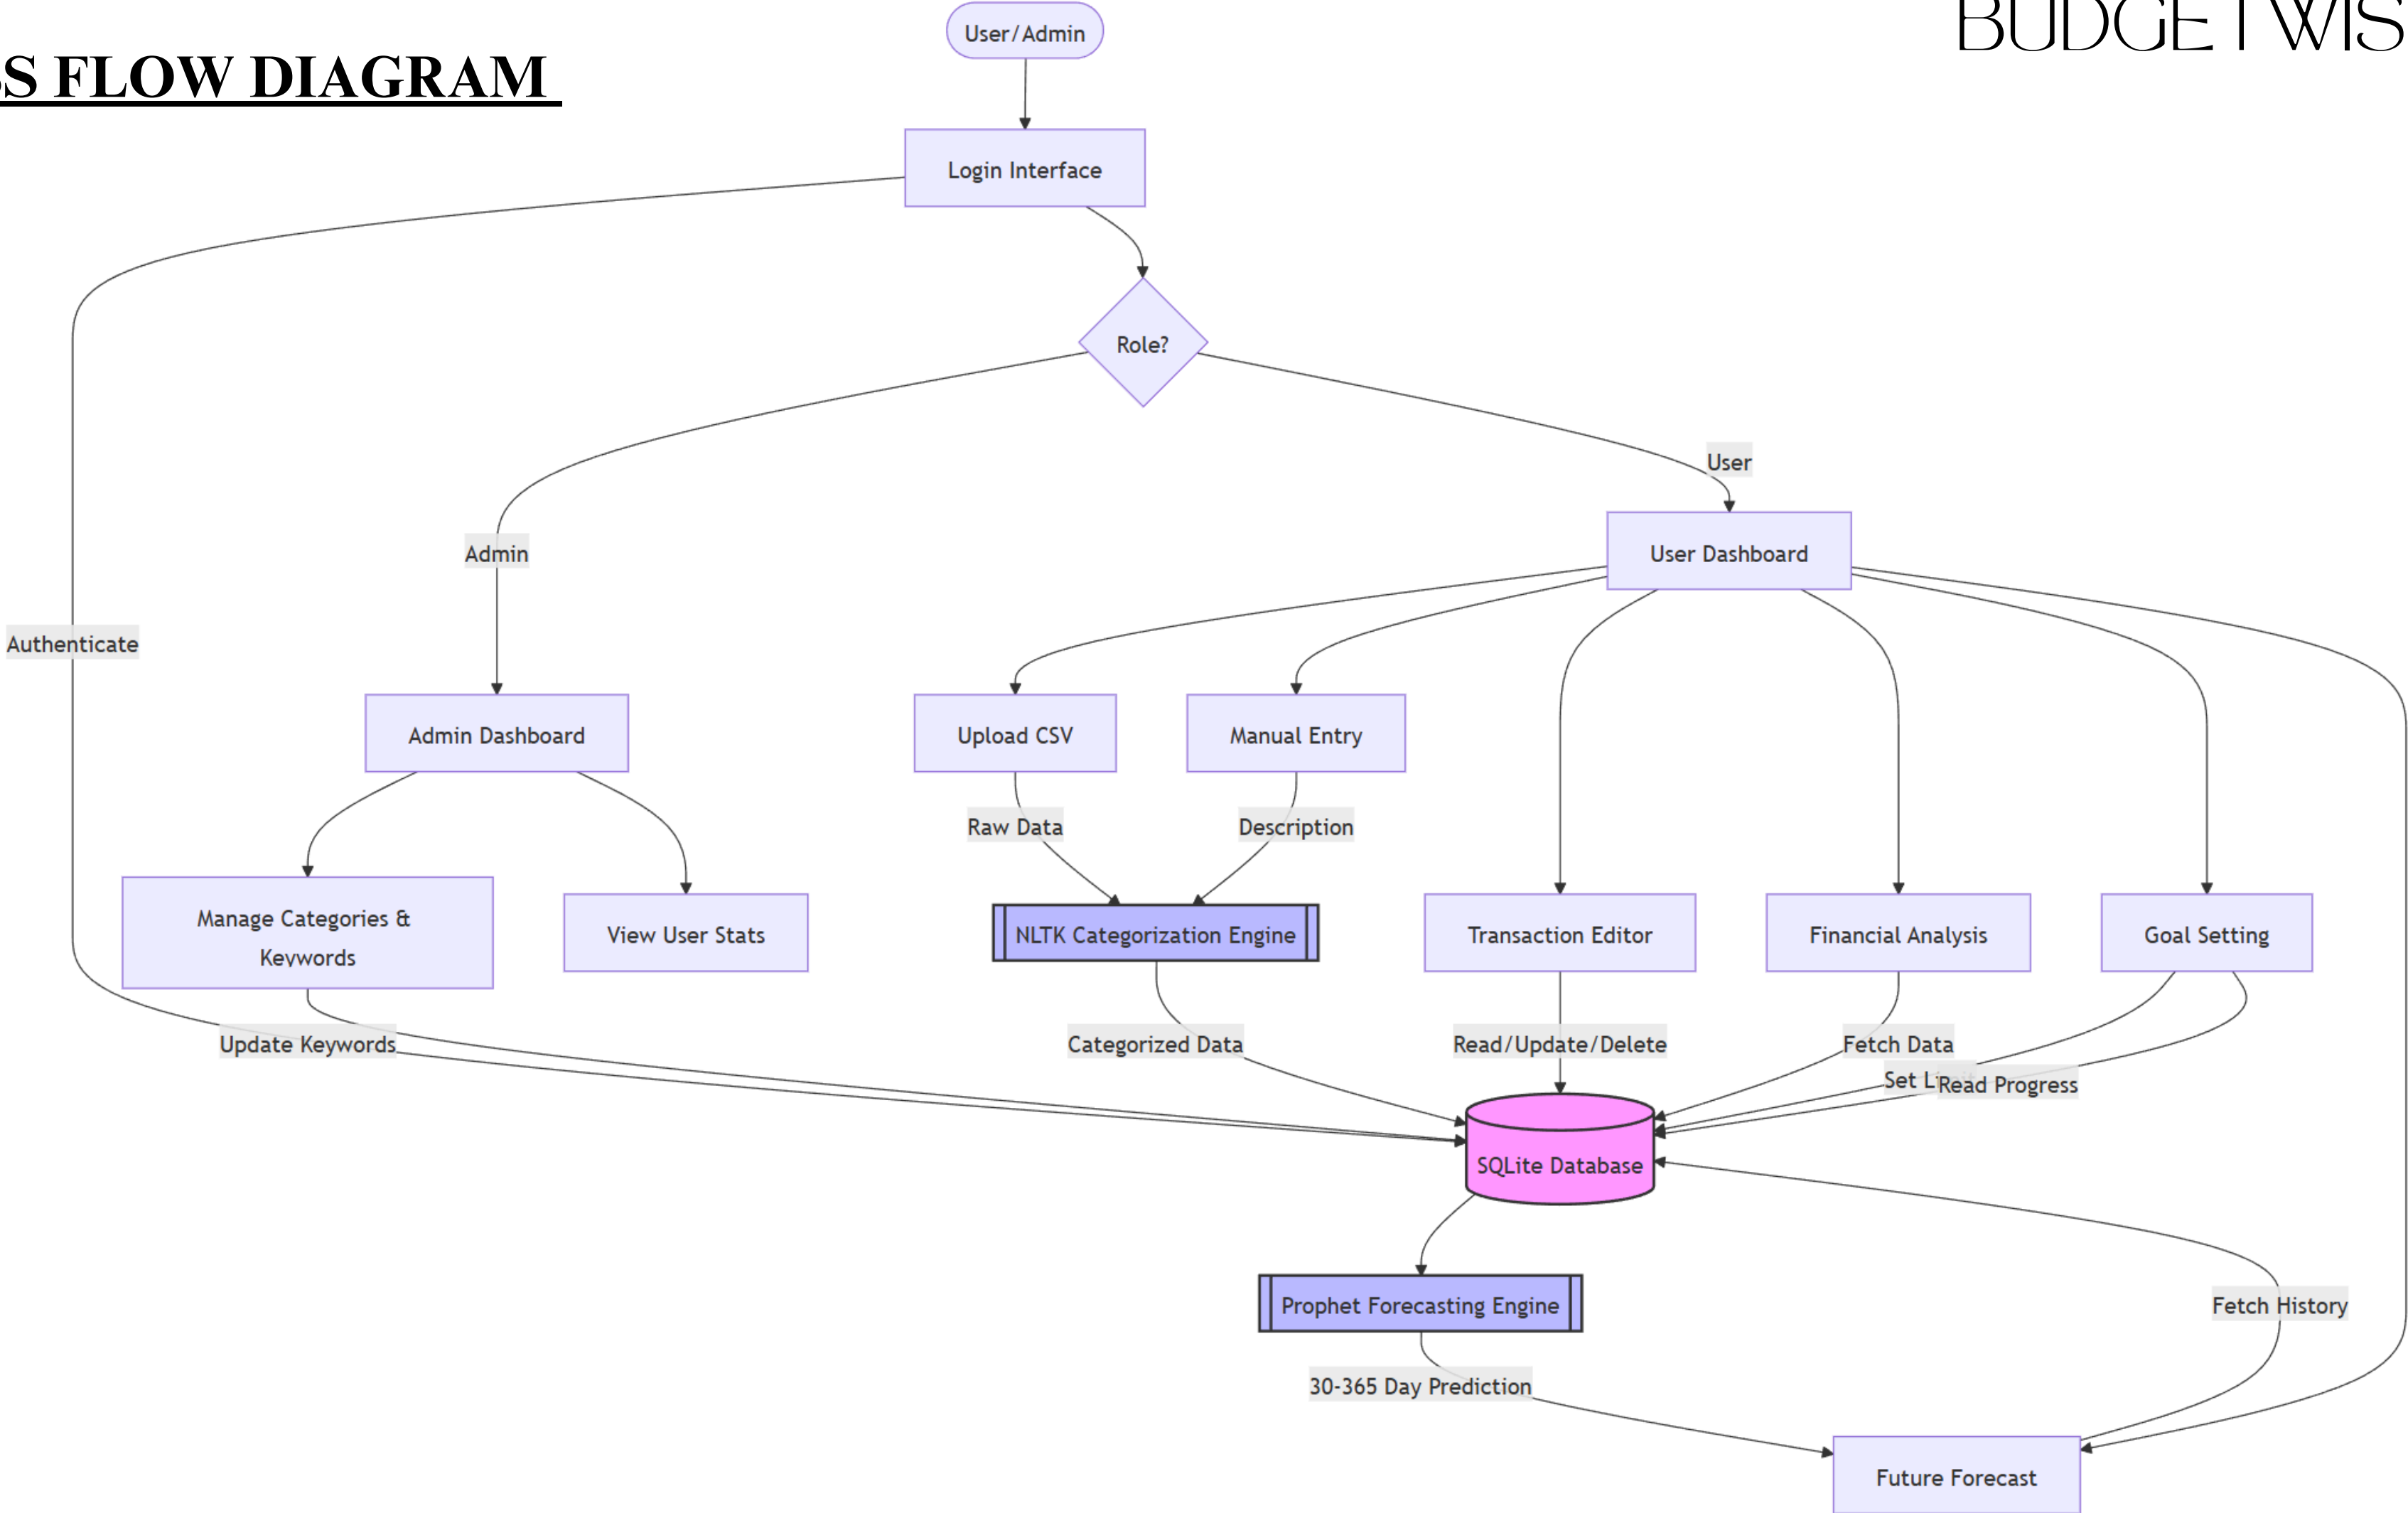 User/Admin
BUDGETWIS
S FLOW DIAGRAM
Login Interface
Role?
User
Admin
User Dashboard
Authenticate
Admin Dashboard
Upload CSV
Manual Entry
Raw Data
Description
Manage Categories &
Keywords
View User Stats
NLTK Categorization Engine
Transaction Editor
Financial Analysis
Goal Setting
Update Keywords
Categorized Data
Read/Update/Delete
Fetch Data
Set Limit
Read Progress
SQLite Database
Prophet Forecasting Engine
Fetch History
30-365 Day Prediction
Future Forecast